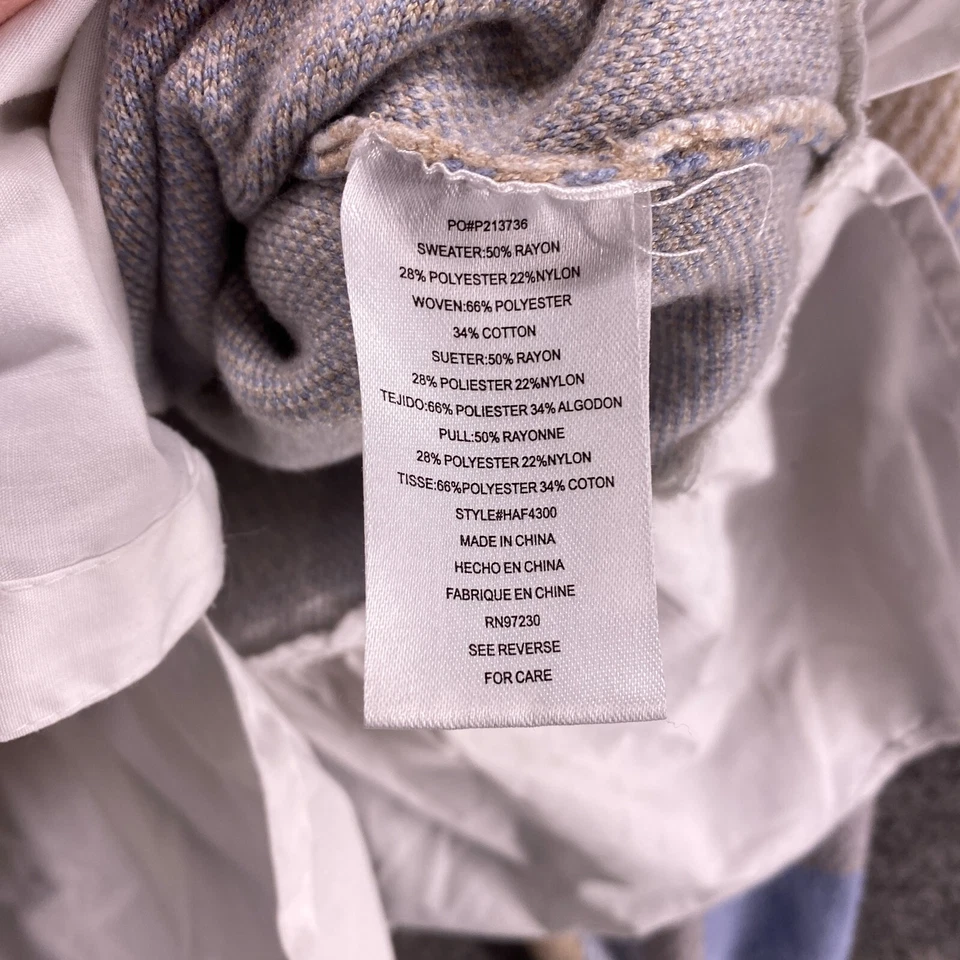 PO#P213736
SWEATER:50% RAYON
28% POLYESTER 22%NYLON
WOVEN:66% POLYESTER
34% COTTON
SUETER:50% RAYON
28% POLIESTER 22%NYLON
TEJIDO:66% POLIESTER 34% ALGODON
PULL:50% RAYONNE
28% POLYESTER 22%NYLON
TISSE:66%POLYESTER 34% COTON
STYLE#HAF4300
MADE IN CHINA
HECHO EN CHINA
FABRIQUE EN CHINE
RN97230
SEE REVERSE
FOR CARE